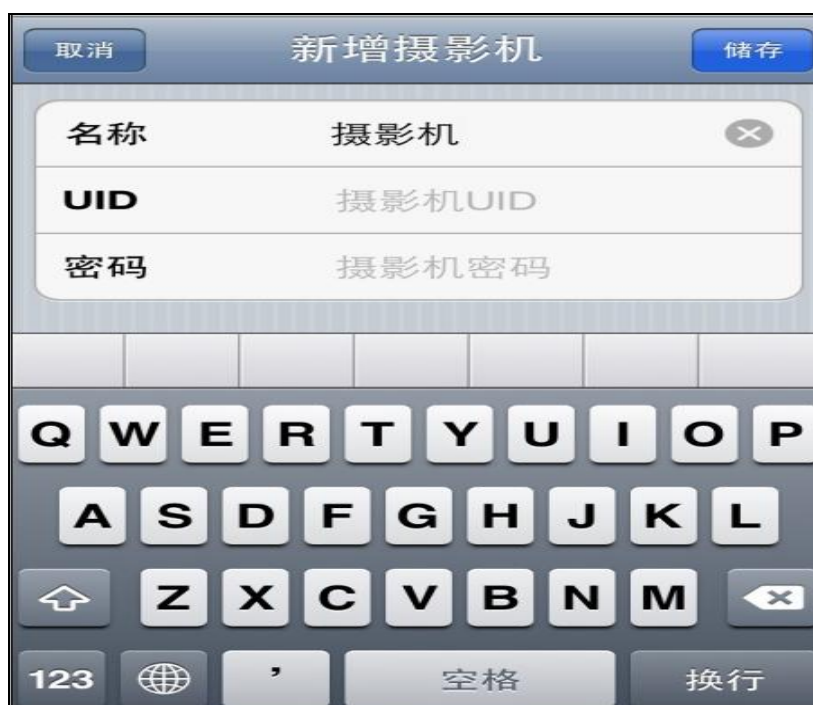 取消 新增摄影机 储存
名称 摄影机
UID 摄影机UID
密码 摄影机密码
Q W E R T Y U I O P
A S D F G H J K L
Z X C V B N M
123 , 空格 换行